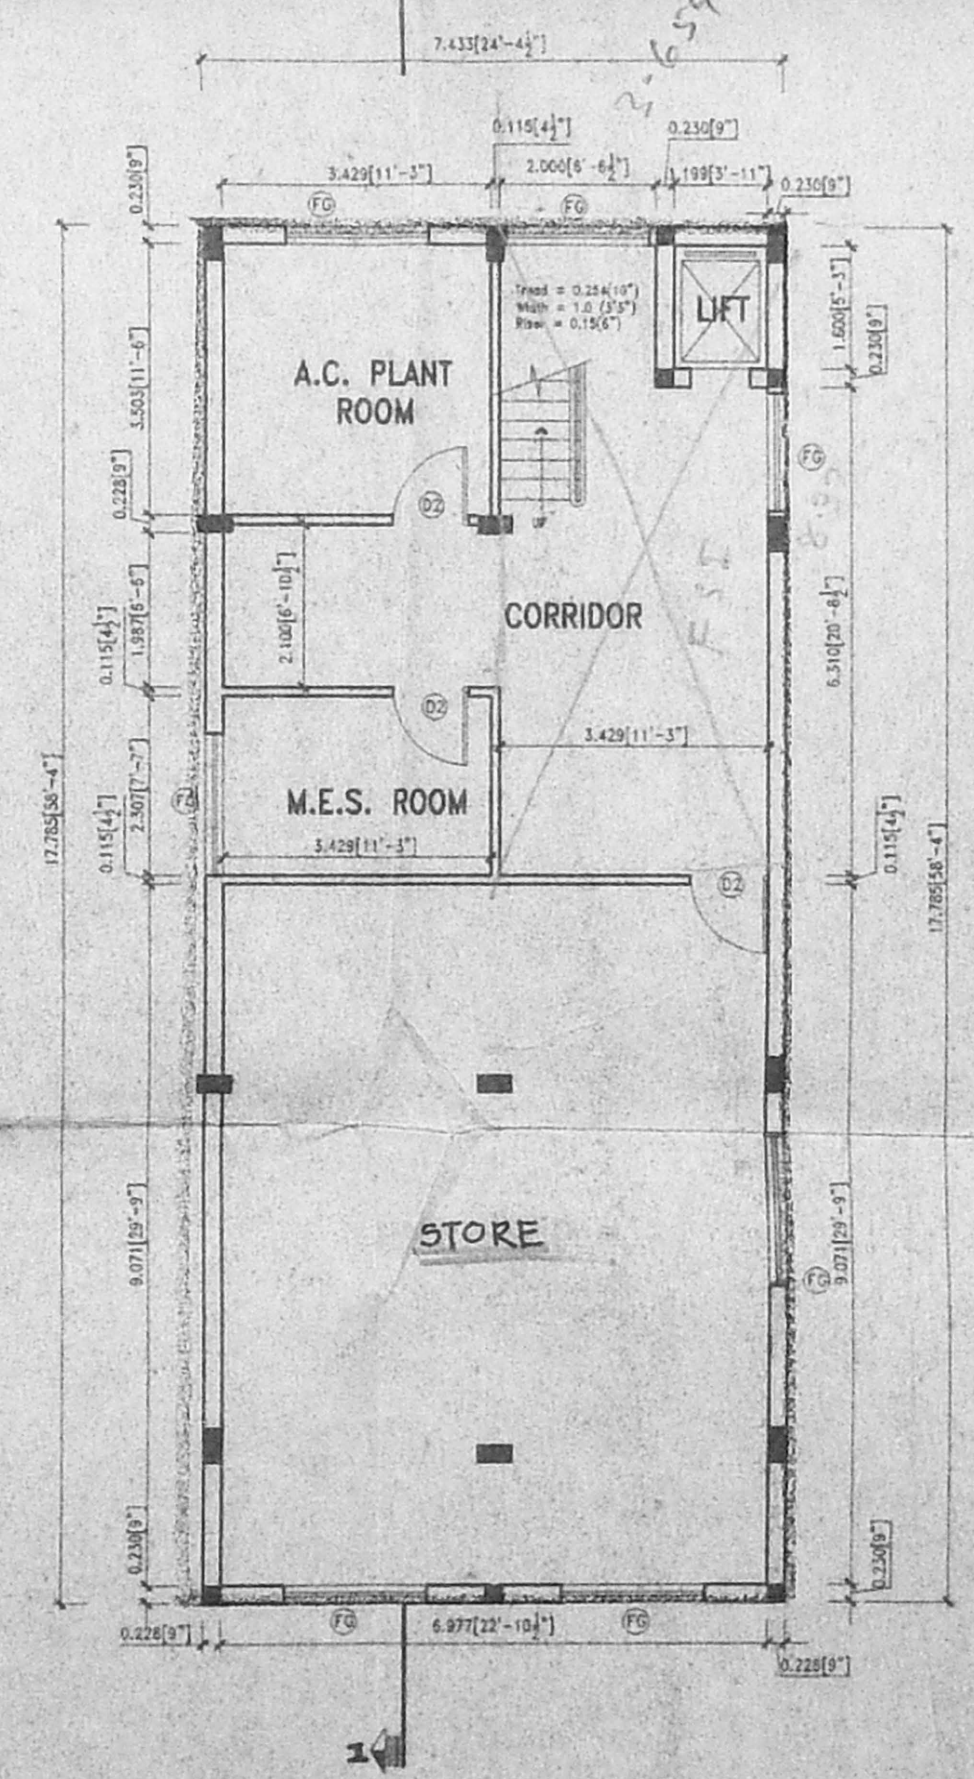 7.433[24'-4½"]
0.115[4½"]
0.230[9"]
3.429[11'-3"]
2.000[6'-6½"]
1.199[3'-11"]
0.230[9"]
0.230[9"]
FG
FG
Tread = 0.254(10")
Width = 1.0 (3'3")
Riser = 0.15(6")
LIFT
1.600[5'-3"]
0.230[9"]
A.C. PLANT
ROOM
3.503[11'-6"]
0.228[9"]
D2
UP
FG
2.100[6'-10½"]
1.987[6'-6"]
0.115[4½"]
CORRIDOR
FSI
6.310[20'-8½"]
D2
3.429[11'-3"]
M.E.S. ROOM
3.429[11'-3"]
FG
2.307[7'-7"]
0.115[4½"]
17.785[58'-4"]
0.115[4½"]
17.785[58'-4"]
D2
STORE
9.071[29'-9"]
9.071[29'-9"]
FG
0.230[9"]
0.230[9"]
FG
FG
0.228[9"]
6.977[22'-10½"]
0.228[9"]
1